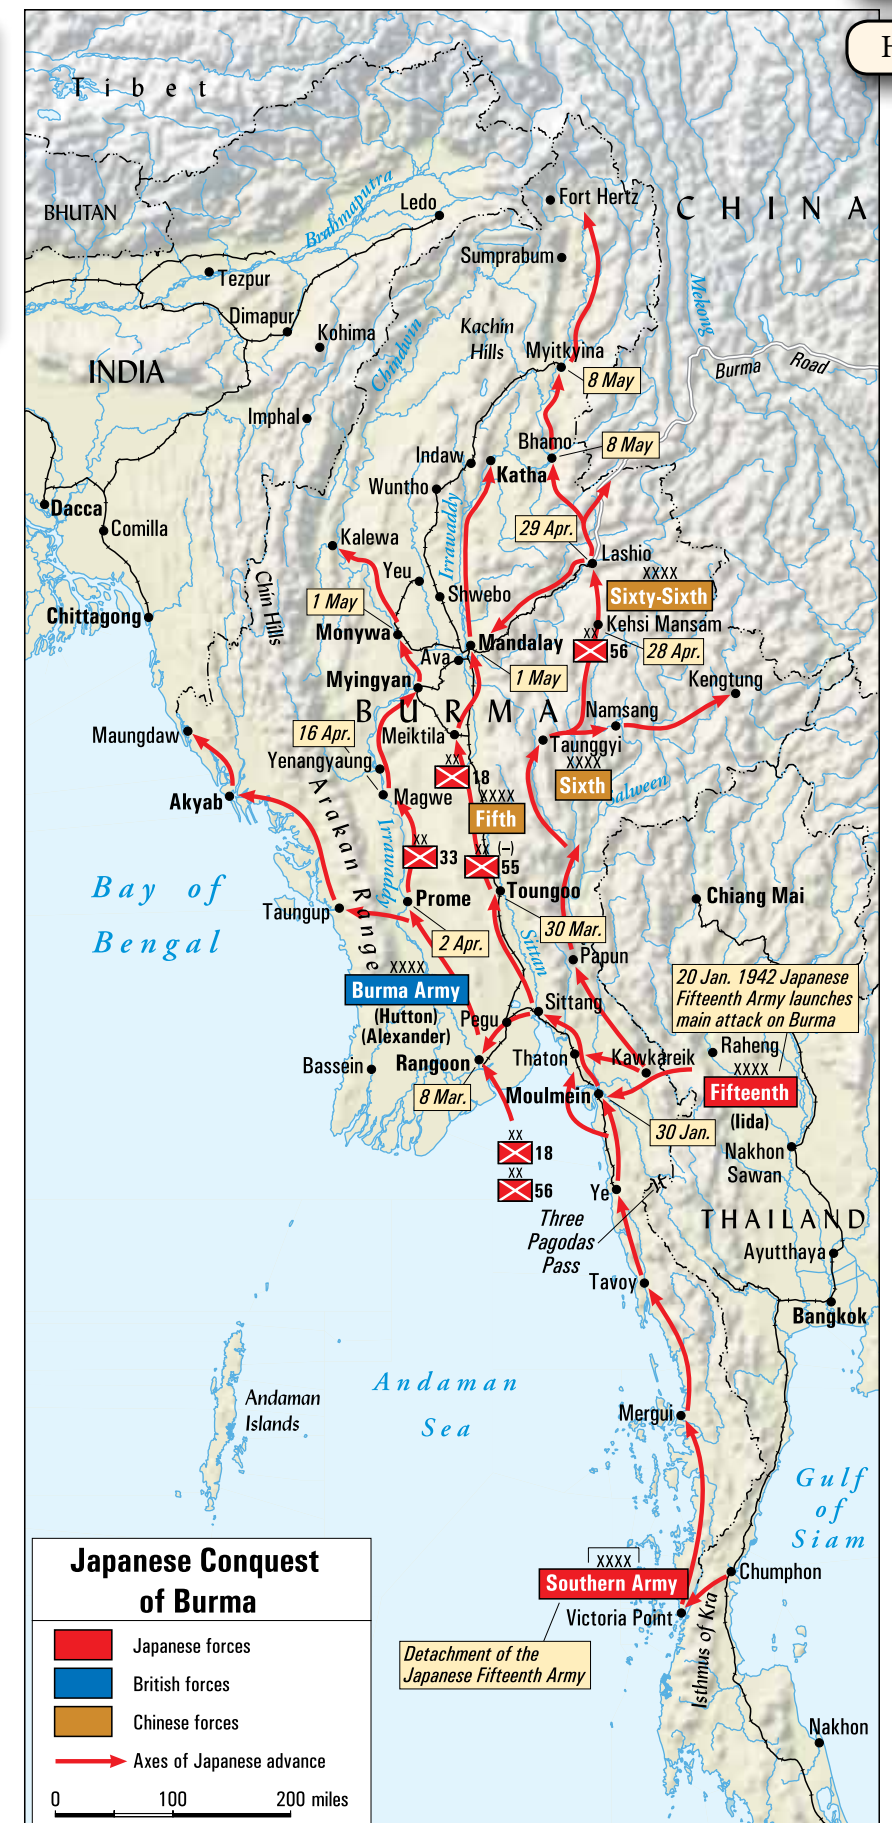 H
Tibet
CHINA
BHUTAN
Brahmaputra
Ledo
Fort Hertz
Sumprabum
Tezpur
Dimapur
Kohima
Chindwin
Kachin
Hills
Mekong
Myitkyina
Burma Road
INDIA
8 May
Imphal
Bhamo
8 May
Indaw
Katha
Wuntho
Dacca
Comilla
Irrawaddy
29 Apr.
Kalewa
Lashio
Chin Hills
Yeu
XXXX
Sixty-Sixth
Shwebo
1 May
Chittagong
Monywa
Kehsi Mansam
Mandalay
XX
56
28 Apr.
Ava
1 May
Myingyan
Kengtung
BURMA
Namsang
16 Apr.
Meiktila
Taunggyi
Maungdaw
Yenangyaung
XX
18
XXXX
Sixth
Salween
Akyab
Magwe
XXXX
Fifth
Arakan Range
Irrawaddy
XX
33
XX
(–)
55
Bay of
Bengal
Prome
Toungoo
Chiang Mai
Taungup
30 Mar.
2 Apr.
Sittan
Papun
XXXX
Burma Army
(Hutton)
(Alexander)
20 Jan. 1942 Japanese
Fifteenth Army launches
main attack on Burma
Sittang
Pegu
Raheng
Bassein
Rangoon
Thaton
Kawkareik
XXXX
Fifteenth
(Iida)
8 Mar.
Moulmein
30 Jan.
XX
18
XX
56
Nakhon
Sawan
Ye
Three
Pagodas
Pass
THAILAND
Ayutthaya
Tavoy
Bangkok
Andaman
Sea
Andaman
Islands
Mergui
Gulf
of
Siam
XXXX
Southern Army
Chumphon
Victoria Point
Isthmus of Kra
Detachment of the
Japanese Fifteenth Army
Nakhon
Japanese Conquest
of Burma
Japanese forces
British forces
Chinese forces
Axes of Japanese advance
0 100 200 miles